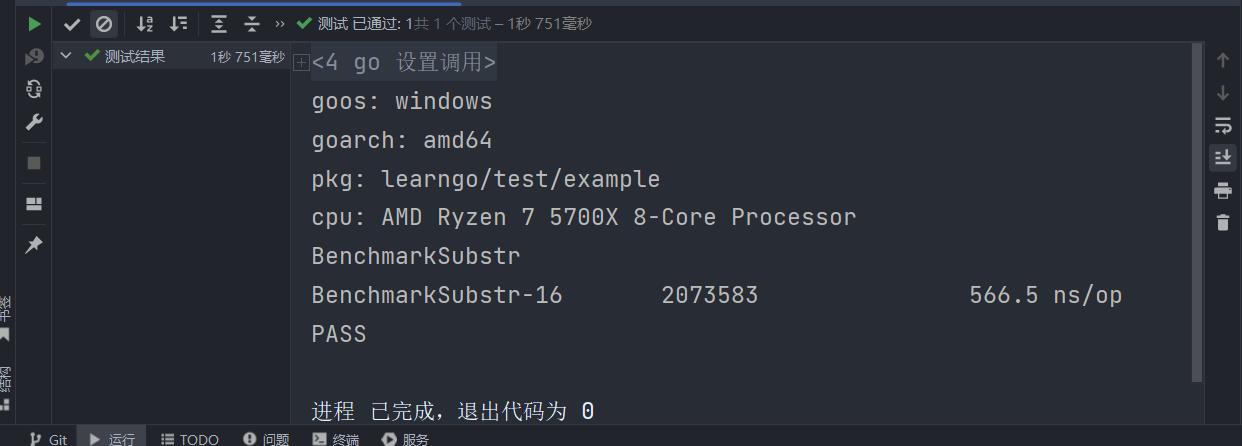 测试 已通过: 1共 1 个测试 – 1秒 751毫秒
测试结果 1秒 751毫秒
<4 go 设置调用>
goos: windows
goarch: amd64
pkg: learngo/test/example
cpu: AMD Ryzen 7 5700X 8-Core Processor
BenchmarkSubstr
BenchmarkSubstr-16 2073583 566.5 ns/op
PASS
进程 已完成，退出代码为 0
书签
结构
Git 运行 TODO 问题 终端 服务